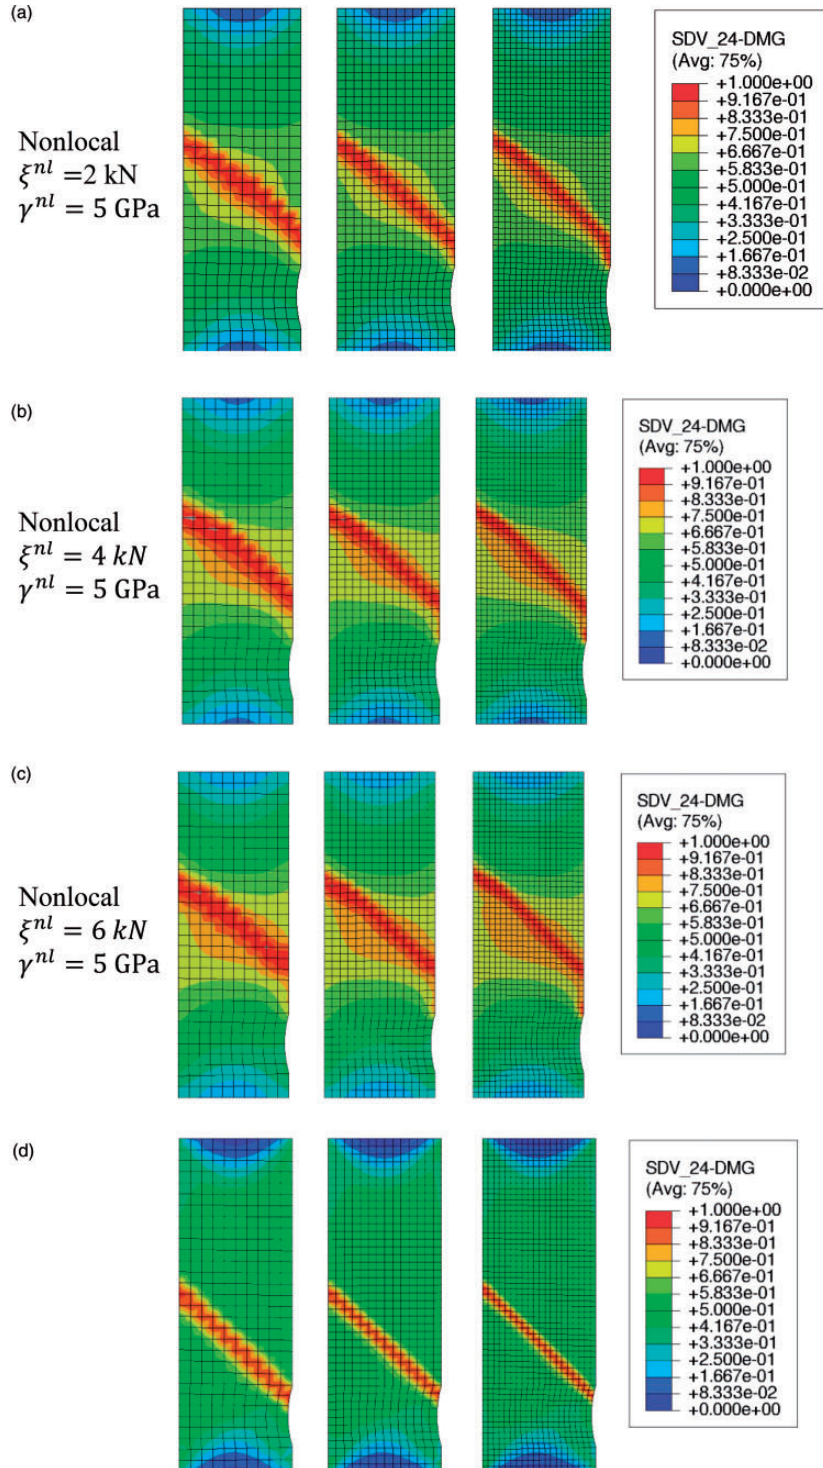 (a)
Nonlocal
ξⁿˡ =2 kN
γⁿˡ = 5 GPa
SDV_24-DMG
(Avg: 75%)
+1.000e+00
+9.167e-01
+8.333e-01
+7.500e-01
+6.667e-01
+5.833e-01
+5.000e-01
+4.167e-01
+3.333e-01
+2.500e-01
+1.667e-01
+8.333e-02
+0.000e+00
(b)
Nonlocal
ξⁿˡ = 4 kN
γⁿˡ = 5 GPa
SDV_24-DMG
(Avg: 75%)
+1.000e+00
+9.167e-01
+8.333e-01
+7.500e-01
+6.667e-01
+5.833e-01
+5.000e-01
+4.167e-01
+3.333e-01
+2.500e-01
+1.667e-01
+8.333e-02
+0.000e+00
(c)
Nonlocal
ξⁿˡ = 6 kN
γⁿˡ = 5 GPa
SDV_24-DMG
(Avg: 75%)
+1.000e+00
+9.167e-01
+8.333e-01
+7.500e-01
+6.667e-01
+5.833e-01
+5.000e-01
+4.167e-01
+3.333e-01
+2.500e-01
+1.667e-01
+8.333e-02
+0.000e+00
(d)
SDV_24-DMG
(Avg: 75%)
+1.000e+00
+9.167e-01
+8.333e-01
+7.500e-01
+6.667e-01
+5.833e-01
+5.000e-01
+4.167e-01
+3.333e-01
+2.500e-01
+1.667e-01
+8.333e-02
+0.000e+00